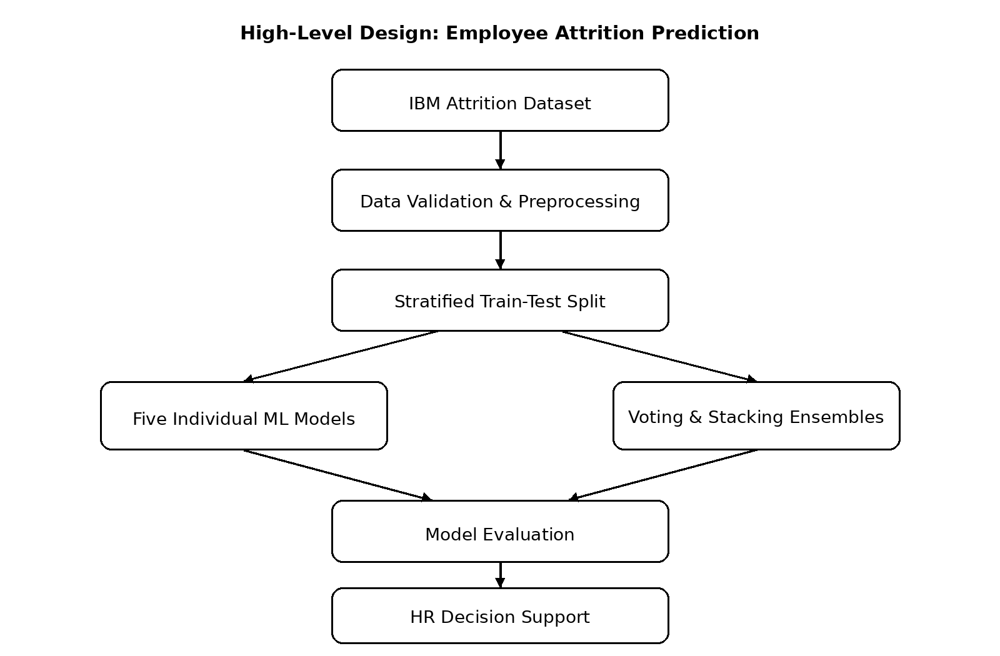 High-Level Design: Employee Attrition Prediction
IBM Attrition Dataset
Data Validation & Preprocessing
Stratified Train-Test Split
Five Individual ML Models
Voting & Stacking Ensembles
Model Evaluation
HR Decision Support